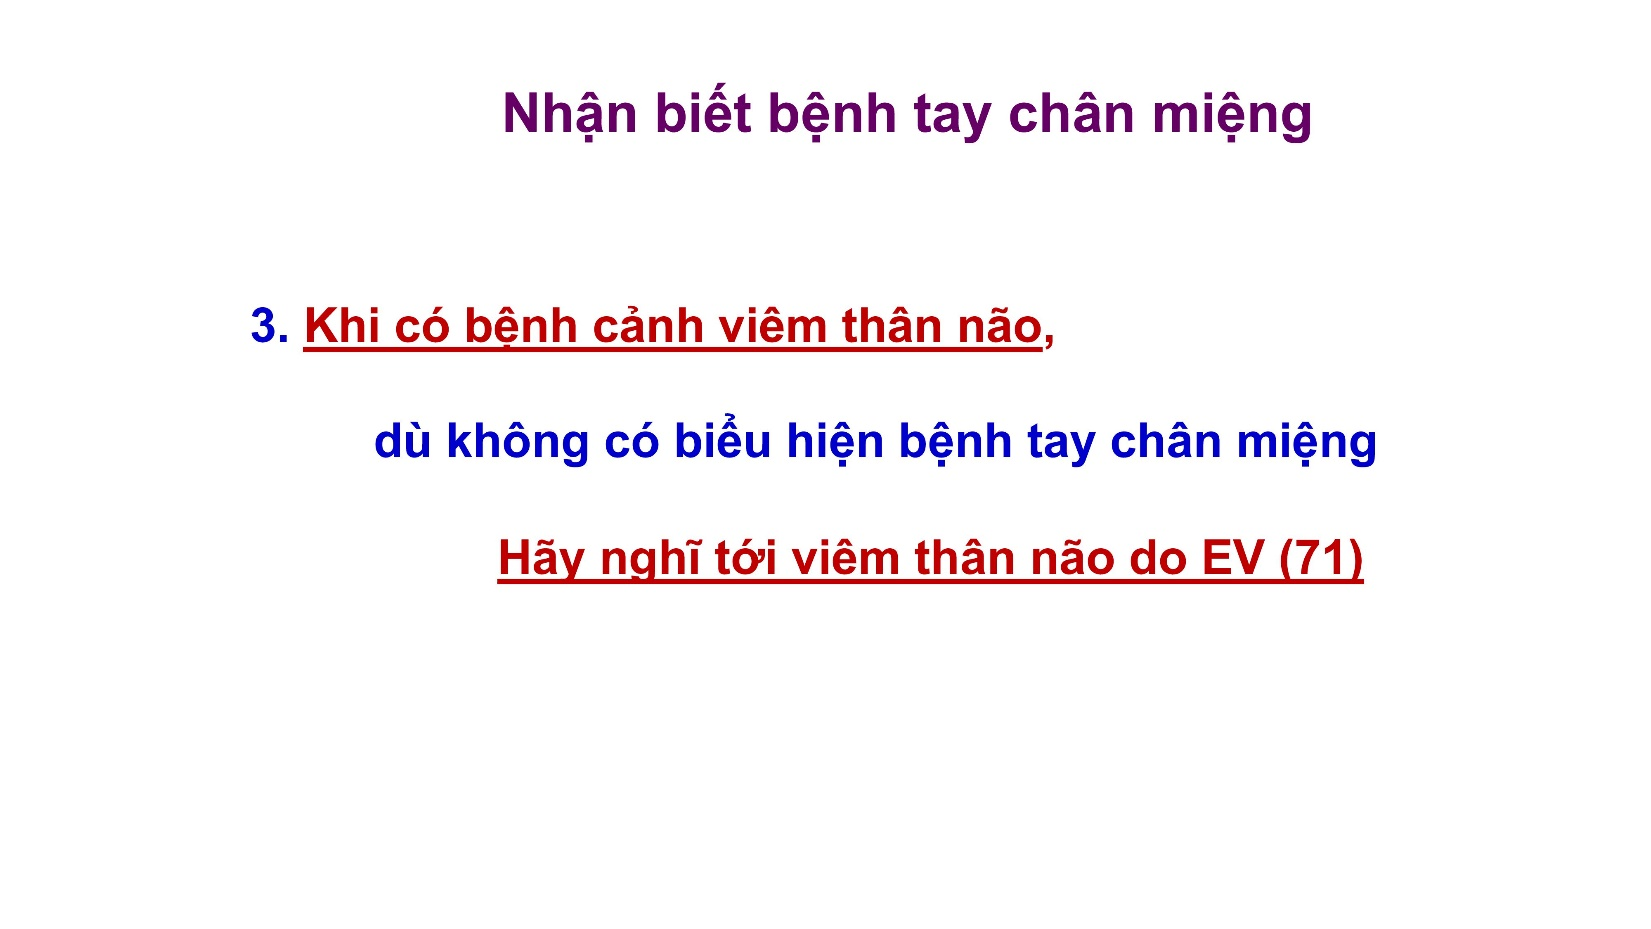 Nhận biết bệnh tay chân miệng
3. Khi có bệnh cảnh viêm thân não,
dù không có biểu hiện bệnh tay chân miệng
Hãy nghĩ tới viêm thân não do EV (71)